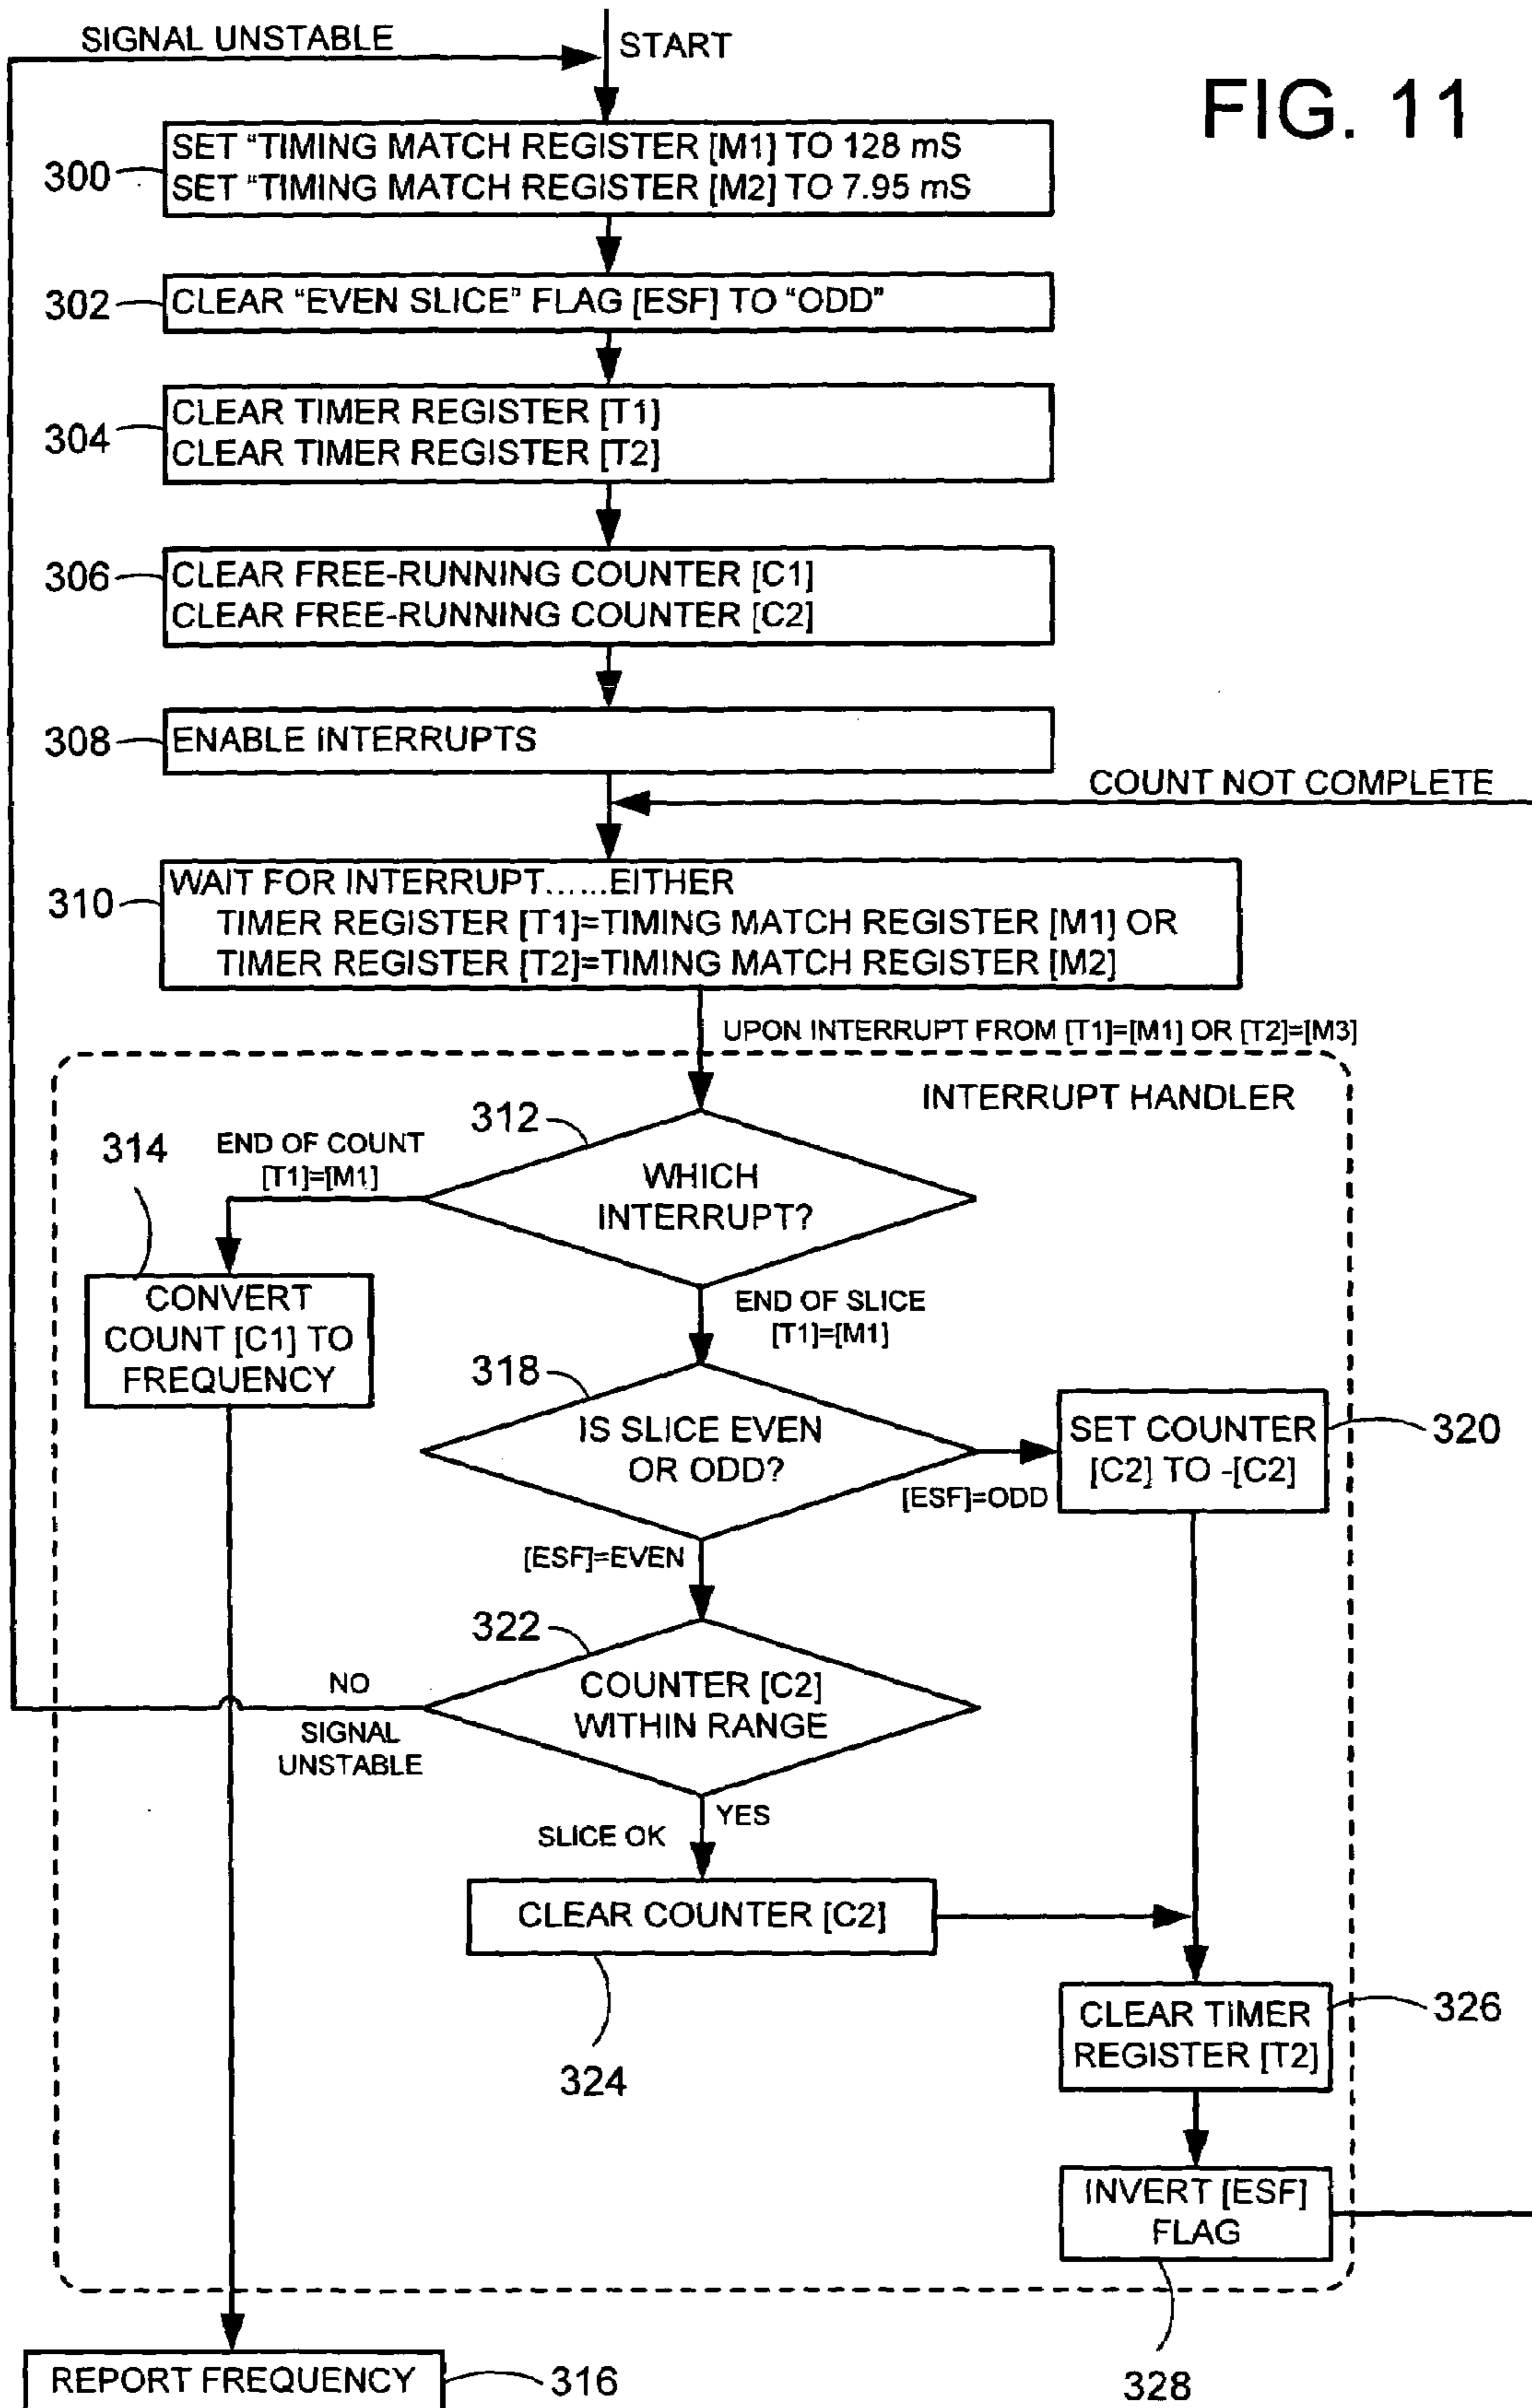 SIGNAL UNSTABLE
START
FIG. 11
300
SET "TIMING MATCH REGISTER [M1] TO 128 mS
SET "TIMING MATCH REGISTER [M2] TO 7.95 mS
302
CLEAR "EVEN SLICE" FLAG [ESF] TO "ODD"
304
CLEAR TIMER REGISTER [T1]
CLEAR TIMER REGISTER [T2]
306
CLEAR FREE-RUNNING COUNTER [C1]
CLEAR FREE-RUNNING COUNTER [C2]
308
ENABLE INTERRUPTS
COUNT NOT COMPLETE
310
WAIT FOR INTERRUPT......EITHER
TIMER REGISTER [T1]=TIMING MATCH REGISTER [M1] OR
TIMER REGISTER [T2]=TIMING MATCH REGISTER [M2]
UPON INTERRUPT FROM [T1]=[M1] OR [T2]=[M3]
INTERRUPT HANDLER
312
WHICH
INTERRUPT?
END OF COUNT
[T1]=[M1]
314
CONVERT
COUNT [C1] TO
FREQUENCY
END OF SLICE
[T1]=[M1]
318
IS SLICE EVEN
OR ODD?
[ESF]=ODD
SET COUNTER
[C2] TO -[C2]
320
[ESF]=EVEN
322
COUNTER [C2]
WITHIN RANGE
NO
SIGNAL
UNSTABLE
YES
SLICE OK
CLEAR COUNTER [C2]
324
CLEAR TIMER
REGISTER [T2]
326
INVERT [ESF]
FLAG
328
REPORT FREQUENCY
316